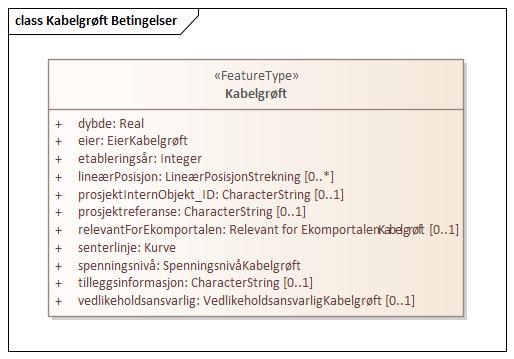 class Kabelgrøft Betingelser
«FeatureType»
Kabelgrøft
+ dybde: Real
+ eier: EierKabelgrøft
+ etableringsår: Integer
+ lineærPosisjon: LineærPosisjonStrekning [0..*]
+ prosjektInternObjekt_ID: CharacterString [0..1]
+ prosjektreferanse: CharacterString [0..1]
+ relevantForEkomportalen: Relevant for Ekomportalen Kabelgrøft [0..1]
+ senterlinje: Kurve
+ spenningsnivå: SpenningsnivåKabelgrøft
+ tilleggsinformasjon: CharacterString [0..1]
+ vedlikeholdsansvarlig: VedlikeholdsansvarligKabelgrøft [0..1]